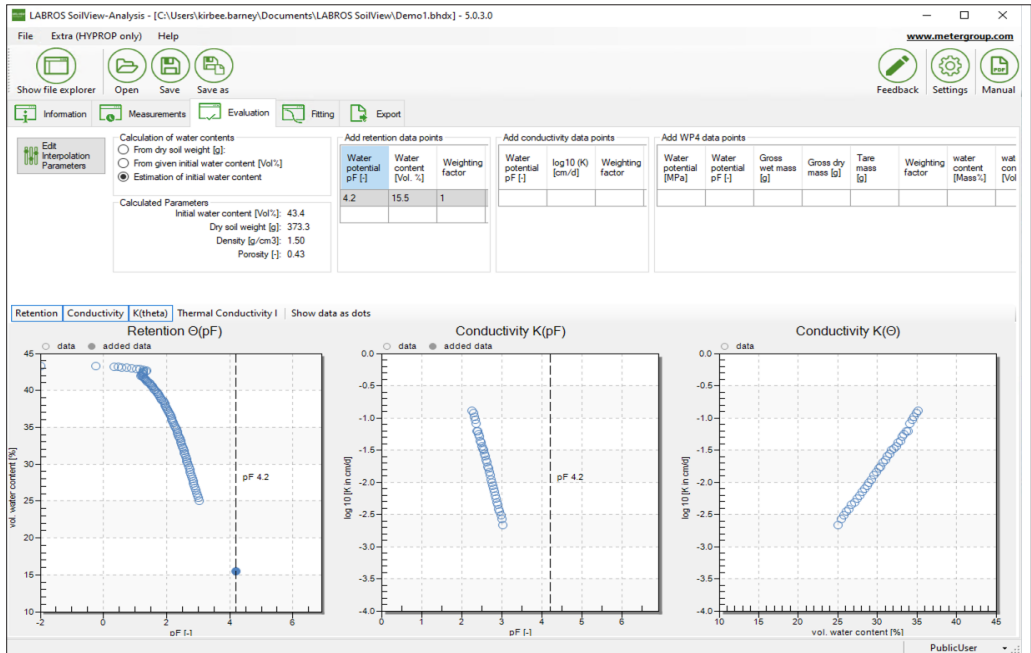 LABROS SoilView-Analysis - [C:\Users\kirbee.barney\Documents\LABROS SoilView\Demo1.bhdx] - 5.0.3.0
File Extra (HYPROP only) Help www.metergroup.com
Show file explorer Open Save Save as Feedback Settings Manual
PDF
Information Measurements Evaluation Fitting Export
Edit
Interpolation
Parameters
Calculation of water contents
From dry soil weight [g]:
From given initial water content [Vol%]
Estimation of initial water content
Calculated Parameters
Initial water content [Vol%]: 43.4
Dry soil weight [g]: 373.3
Density [g/cm3]: 1.50
Porosity [-]: 0.43
Add retention data points
Water potential pF [-] Water content [Vol. %] Weighting factor
4.2 15.5 1
Add conductivity data points
Water potential pF [-] log10 (K) [cm/d] Weighting factor
Add WP4 data points
Water potential [MPa] Water potential pF [-] Gross wet mass [g] Gross dry mass [g] Tare mass [g] Weighting factor water content [Mass%] wat con [Vol
Retention Conductivity K(theta) Thermal Conductivity l Show data as dots
Retention Θ(pF)
data added data
45
40
35
30
25
20
15
10
vol. water content [%]
pF 4.2
-2 0 2 4 6
pF [-]
Conductivity K(pF)
data added data
0.0
-0.5
-1.0
-1.5
-2.0
-2.5
-3.0
-3.5
-4.0
log 10 [K in cm/d]
pF 4.2
0 1 2 3 4 5 6
pF [-]
Conductivity K(Θ)
data
0.0
-0.5
-1.0
-1.5
-2.0
-2.5
-3.0
-3.5
-4.0
log 10 [K in cm/d]
10 15 20 25 30 35 40 45
vol. water content [%]
PublicUser